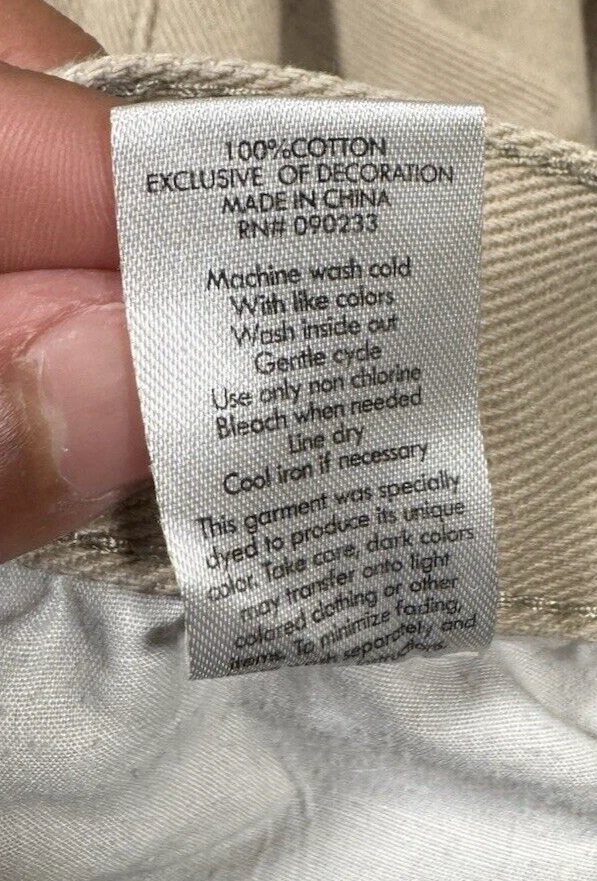 100%COTTON
EXCLUSIVE OF DECORATION
MADE IN CHINA
RN# 090233
Machine wash cold
With like colors
Wash inside out
Gentle cycle
Use only non chlorine
Bleach when needed
Line dry
Cool iron if necessary
This garment was specially
dyed to produce its unique
color. Take care, dark colors
may transfer onto light
colored clothing or other
items. To minimize fading,
separately and